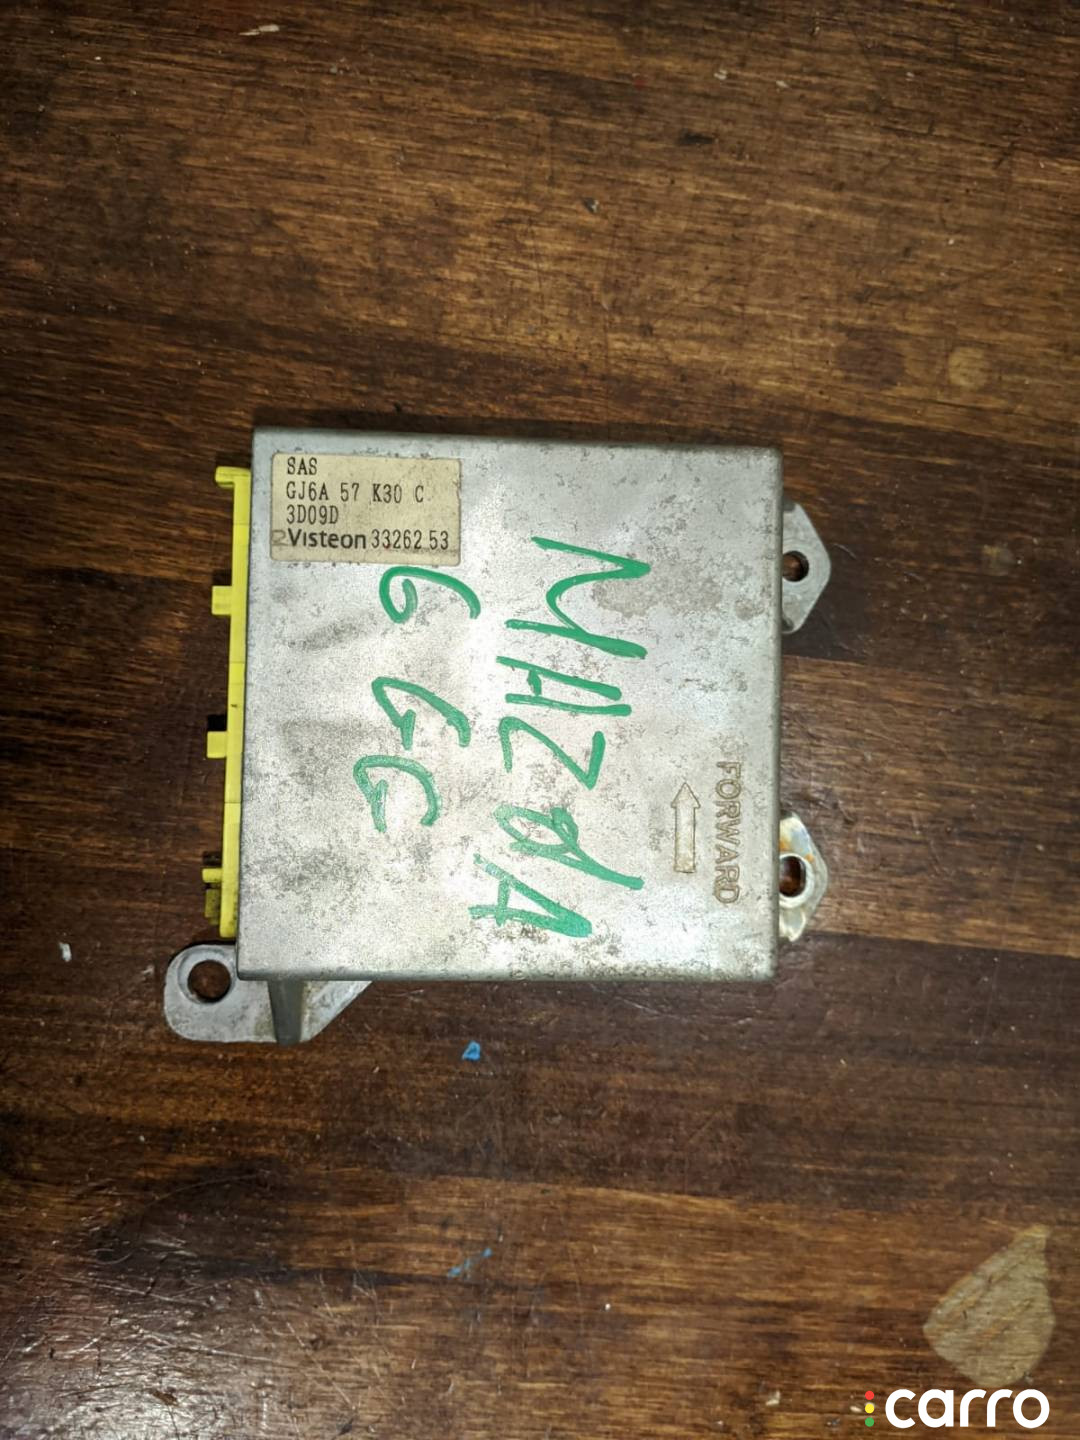 SAS
GJ6A 57 K30 C
3D09D
Visteon 33262 53
MAZdA
6 GG
FORWARD
carro